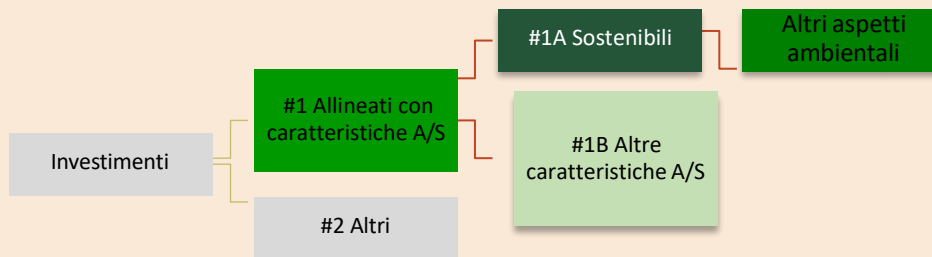 Investimenti
#1 Allineati con
caratteristiche A/S
#2 Altri
#1A Sostenibili
#1B Altre
caratteristiche A/S
Altri aspetti
ambientali